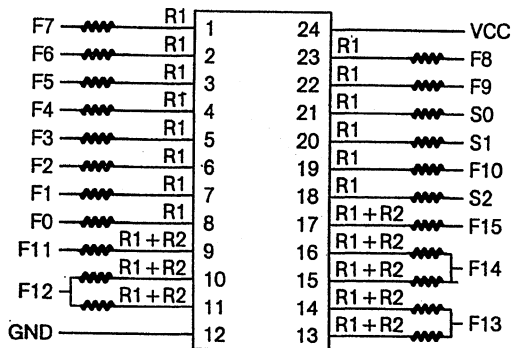 F7 R1 1 24 VCC
F6 R1 2 23 R1 F8
F5 R1 3 22 R1 F9
F4 R1 4 21 R1 S0
F3 R1 5 20 R1 S1
F2 R1 6 19 R1 F10
F1 R1 7 18 R1 S2
F0 R1 8 17 R1+R2 F15
F11 R1+R2 9 16 R1+R2
R1+R2 10 15 R1+R2 F14
F12 R1+R2 11 14 R1+R2
GND 12 13 R1+R2 F13